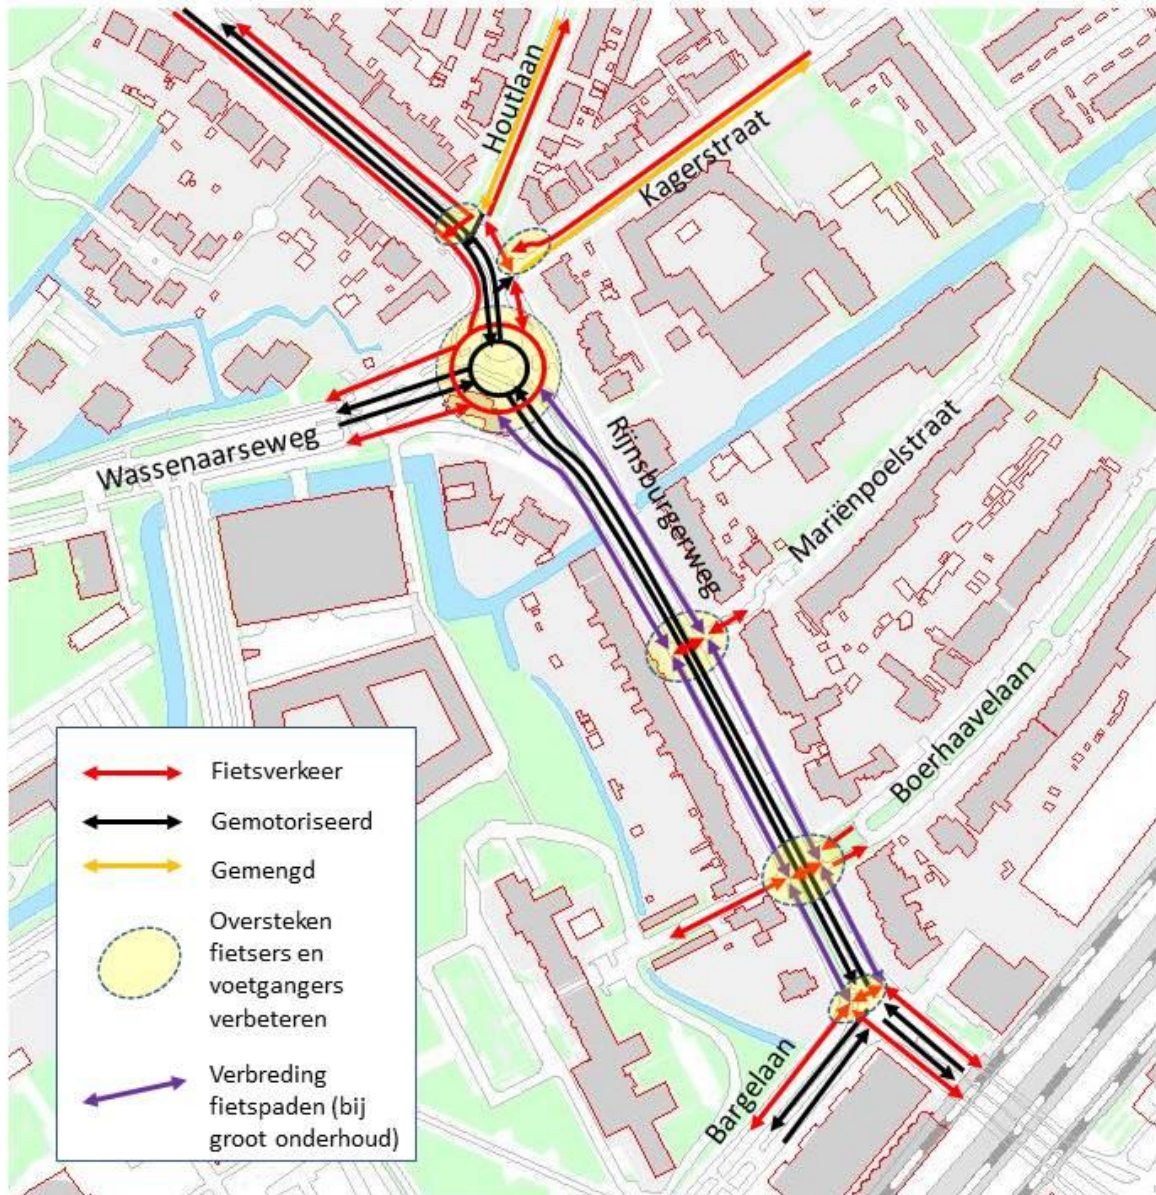 Houtlaan
Kagerstraat
Wassenaarseweg
Rijnsburgerweg
Mariënpoelstraat
Boerhaavelaan
Bargelaan
Fietsverkeer
Gemotoriseerd
Gemengd
Oversteken
fietsers en
voetgangers
verbeteren
Verbreding
fietspaden (bij
groot onderhoud)